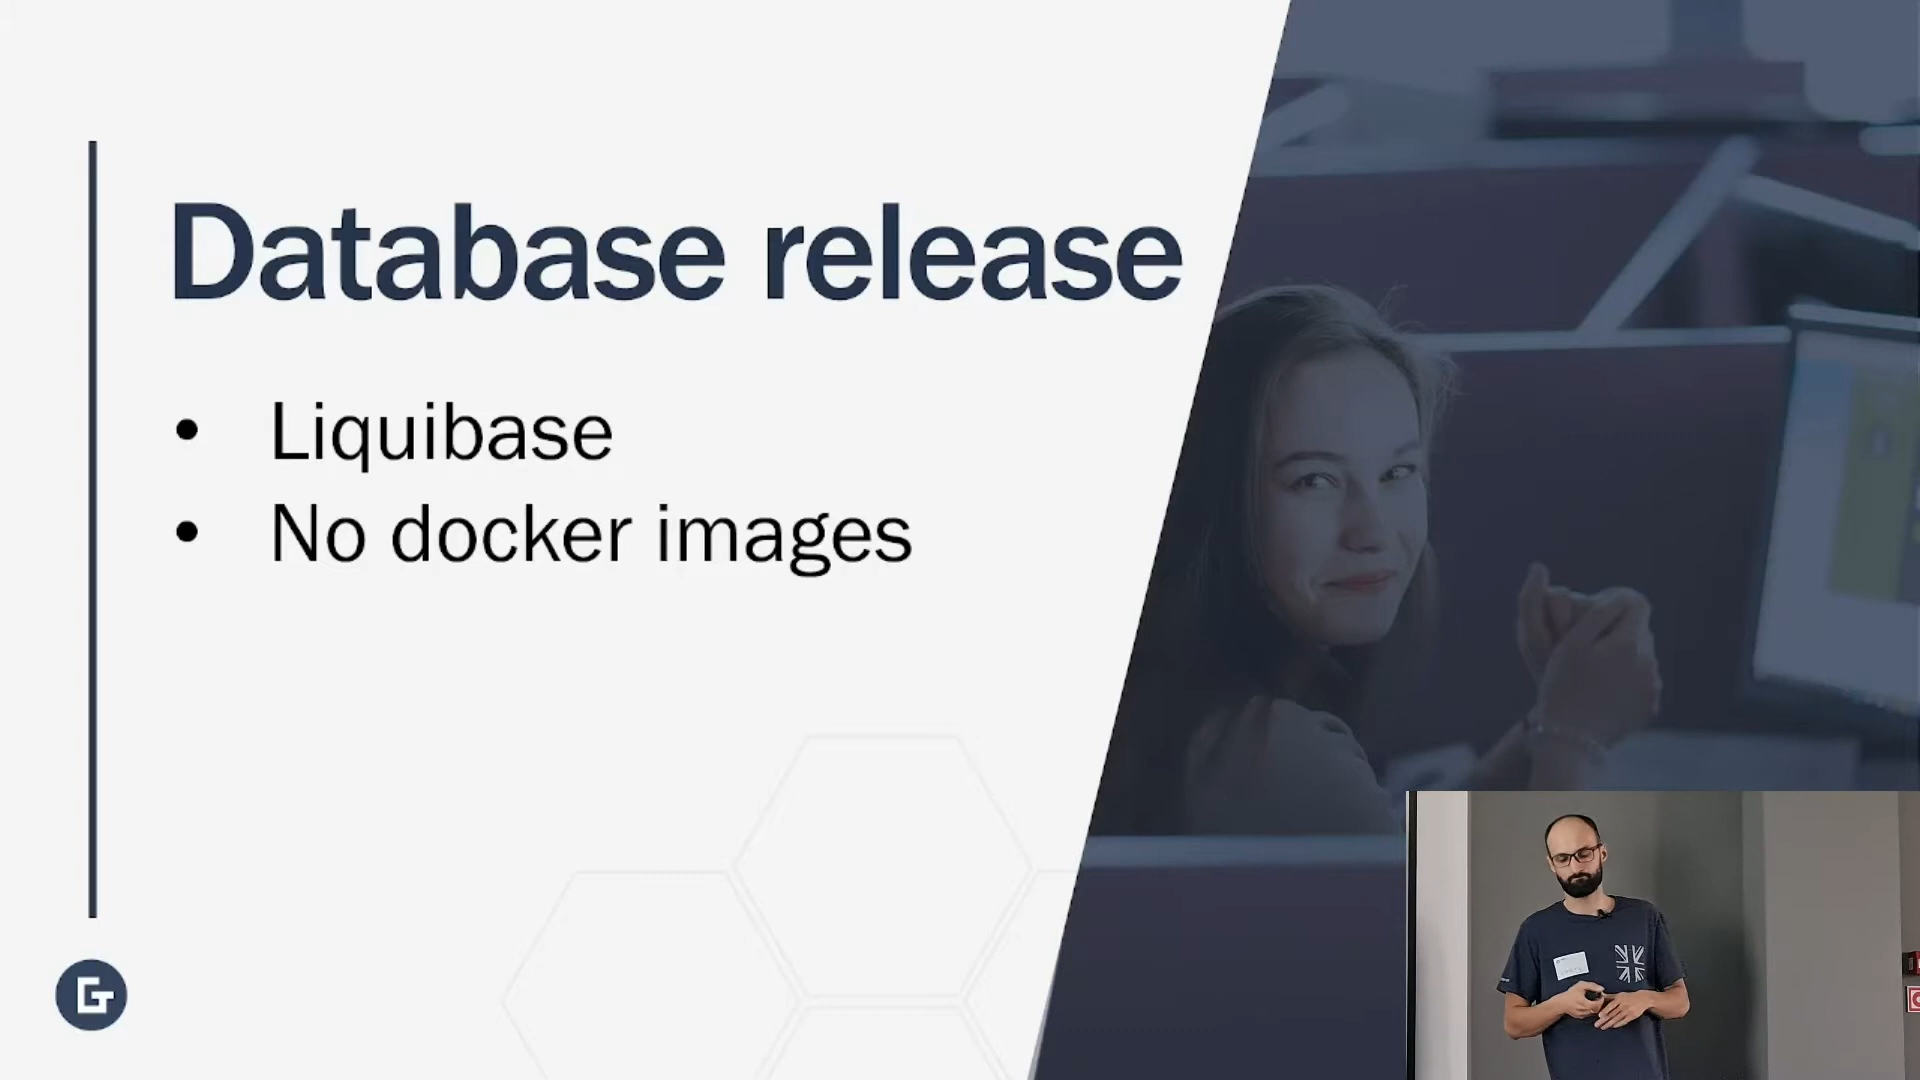 Database release
• Liquibase
• No docker images